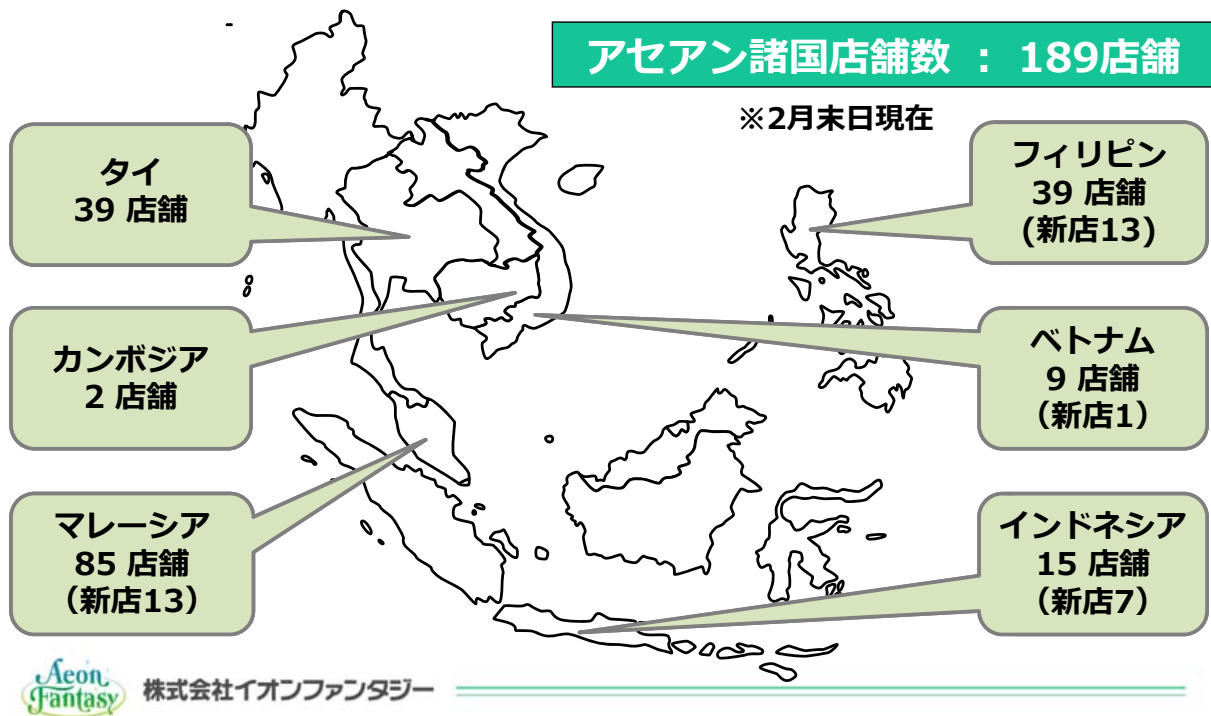 アセアン諸国店舗数 : 189店舗
※2月末日現在
タイ
39 店舗
フィリピン
39 店舗
(新店13)
カンボジア
2 店舗
ベトナム
9 店舗
（新店1）
マレーシア
85 店舗
（新店13）
インドネシア
15 店舗
（新店7）
Aeon
Fantasy
株式会社イオンファンタジー